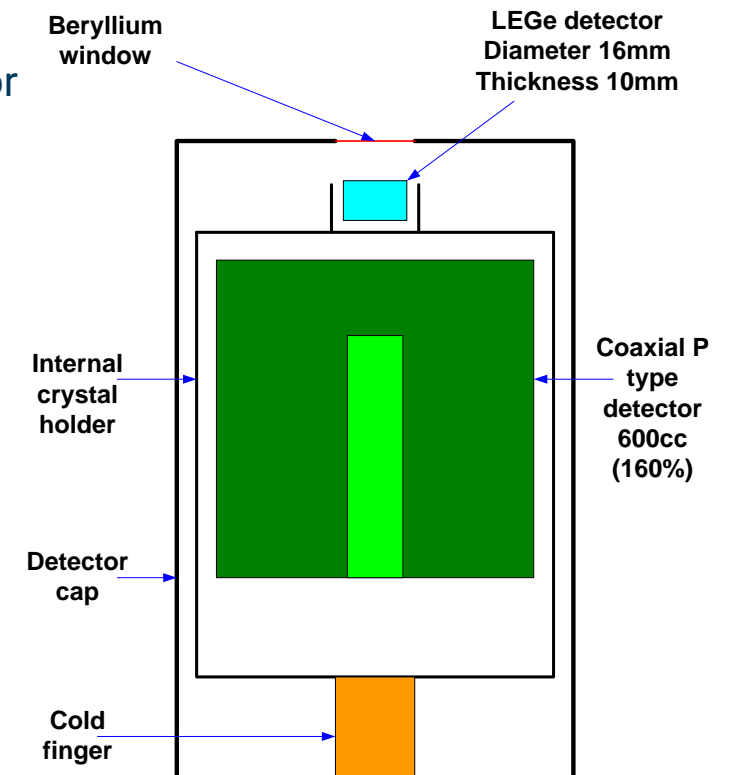 Beryllium
window
or
LEGe detector
Diameter 16mm
Thickness 10mm
Internal
crystal
holder
Coaxial P
type
detector
600cc
(160%)
Detector
cap
Cold
finger